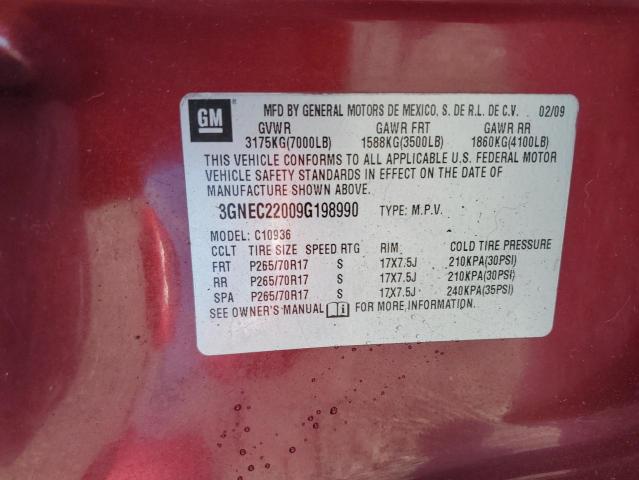 GM MFD BY GENERAL MOTORS DE MEXICO, S. DE R.L. DE C.V. 02/09
GVWR GAWR FRT GAWR RR
3175KG(7000LB) 1588KG(3500LB) 1860KG(4100LB)
THIS VEHICLE CONFORMS TO ALL APPLICABLE U.S. FEDERAL MOTOR
VEHICLE SAFETY STANDARDS IN EFFECT ON THE DATE OF
MANUFACTURE SHOWN ABOVE.
3GNEC22009G198990 TYPE: M.P.V.
MODEL: C10936
CCLT TIRE SIZE SPEED RTG RIM COLD TIRE PRESSURE
FRT P265/70R17 S 17X7.5J 210KPA(30PSI)
RR P265/70R17 S 17X7.5J 210KPA(30PSI)
SPA P265/70R17 S 17X7.5J 240KPA(35PSI)
SEE OWNER'S MANUAL FOR MORE INFORMATION.